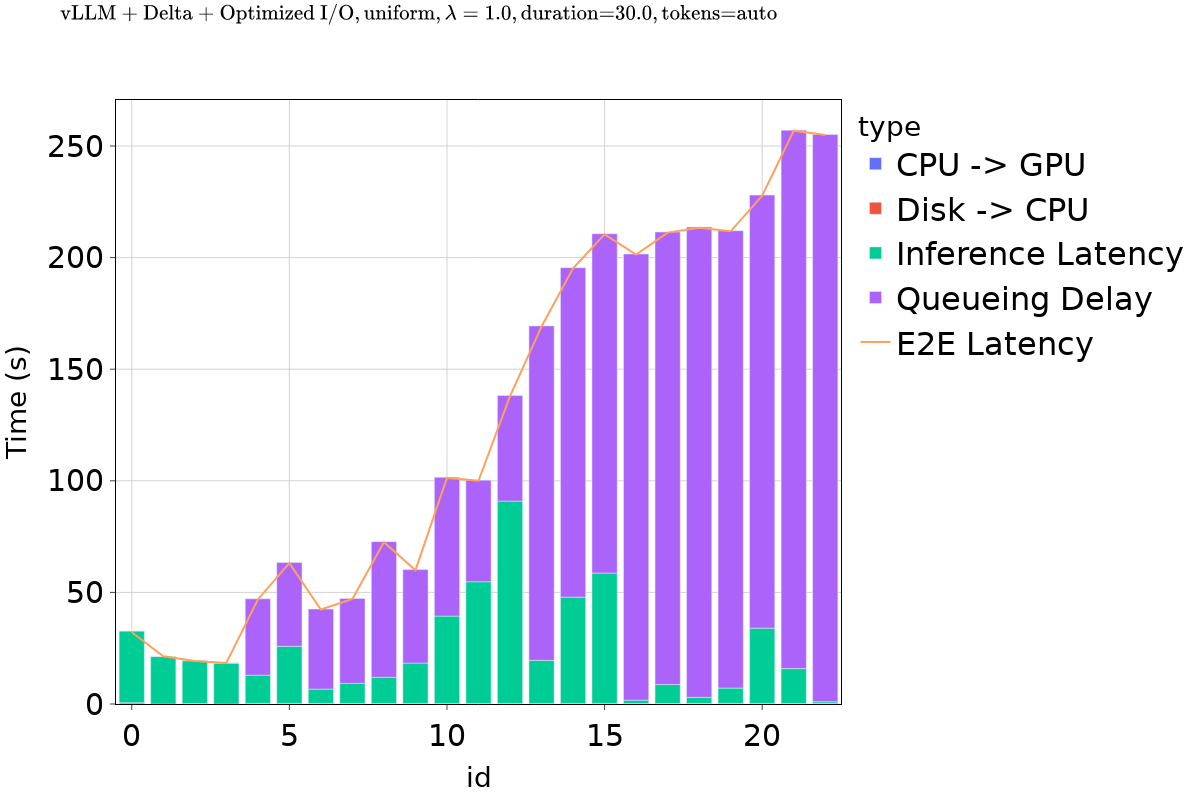 vLLM + Delta + Optimized I/O, uniform, λ = 1.0, duration=30.0, tokens=auto
type
CPU -> GPU
Disk -> CPU
Inference Latency
Queueing Delay
E2E Latency
Time (s)
250
200
150
100
50
0
0 5 10 15 20
id